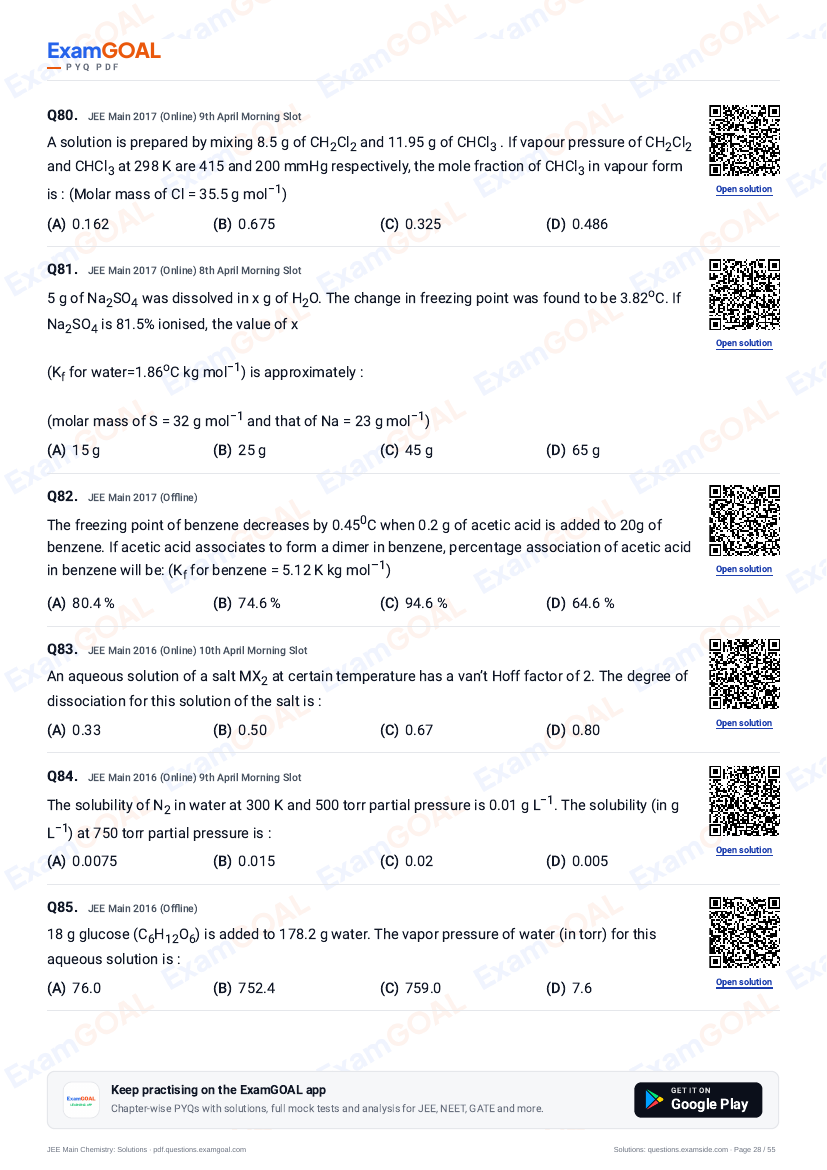 ExamGOAL
PYQ PDF
Q80. JEE Main 2017 (Online) 9th April Morning Slot
A solution is prepared by mixing 8.5 g of CH₂Cl₂ and 11.95 g of CHCl₃ . If vapour pressure of CH₂Cl₂
and CHCl₃ at 298 K are 415 and 200 mmHg respectively, the mole fraction of CHCl₃ in vapour form
is : (Molar mass of Cl = 35.5 g mol⁻¹)
(A) 0.162 (B) 0.675 (C) 0.325 (D) 0.486
Open solution
Q81. JEE Main 2017 (Online) 8th April Morning Slot
5 g of Na₂SO₄ was dissolved in x g of H₂O. The change in freezing point was found to be 3.82⁰C. If
Na₂SO₄ is 81.5% ionised, the value of x
(K_f for water=1.86⁰C kg mol⁻¹) is approximately :
(molar mass of S = 32 g mol⁻¹ and that of Na = 23 g mol⁻¹)
(A) 15 g (B) 25 g (C) 45 g (D) 65 g
Open solution
Q82. JEE Main 2017 (Offline)
The freezing point of benzene decreases by 0.45⁰C when 0.2 g of acetic acid is added to 20g of
benzene. If acetic acid associates to form a dimer in benzene, percentage association of acetic acid
in benzene will be: (K_f for benzene = 5.12 K kg mol⁻¹)
(A) 80.4 % (B) 74.6 % (C) 94.6 % (D) 64.6 %
Open solution
Q83. JEE Main 2016 (Online) 10th April Morning Slot
An aqueous solution of a salt MX₂ at certain temperature has a van't Hoff factor of 2. The degree of
dissociation for this solution of the salt is :
(A) 0.33 (B) 0.50 (C) 0.67 (D) 0.80
Open solution
Q84. JEE Main 2016 (Online) 9th April Morning Slot
The solubility of N₂ in water at 300 K and 500 torr partial pressure is 0.01 g L⁻¹. The solubility (in g
L⁻¹) at 750 torr partial pressure is :
(A) 0.0075 (B) 0.015 (C) 0.02 (D) 0.005
Open solution
Q85. JEE Main 2016 (Offline)
18 g glucose (C₆H₁₂O₆) is added to 178.2 g water. The vapor pressure of water (in torr) for this
aqueous solution is :
(A) 76.0 (B) 752.4 (C) 759.0 (D) 7.6
Open solution
ExamGOAL
Keep practising on the ExamGOAL app
Chapter-wise PYQs with solutions, full mock tests and analysis for JEE, NEET, GATE and more.
GET IT ON
Google Play
JEE Main Chemistry: Solutions · pdf.questions.examgoal.com
Solutions: questions.examside.com · Page 28 / 55